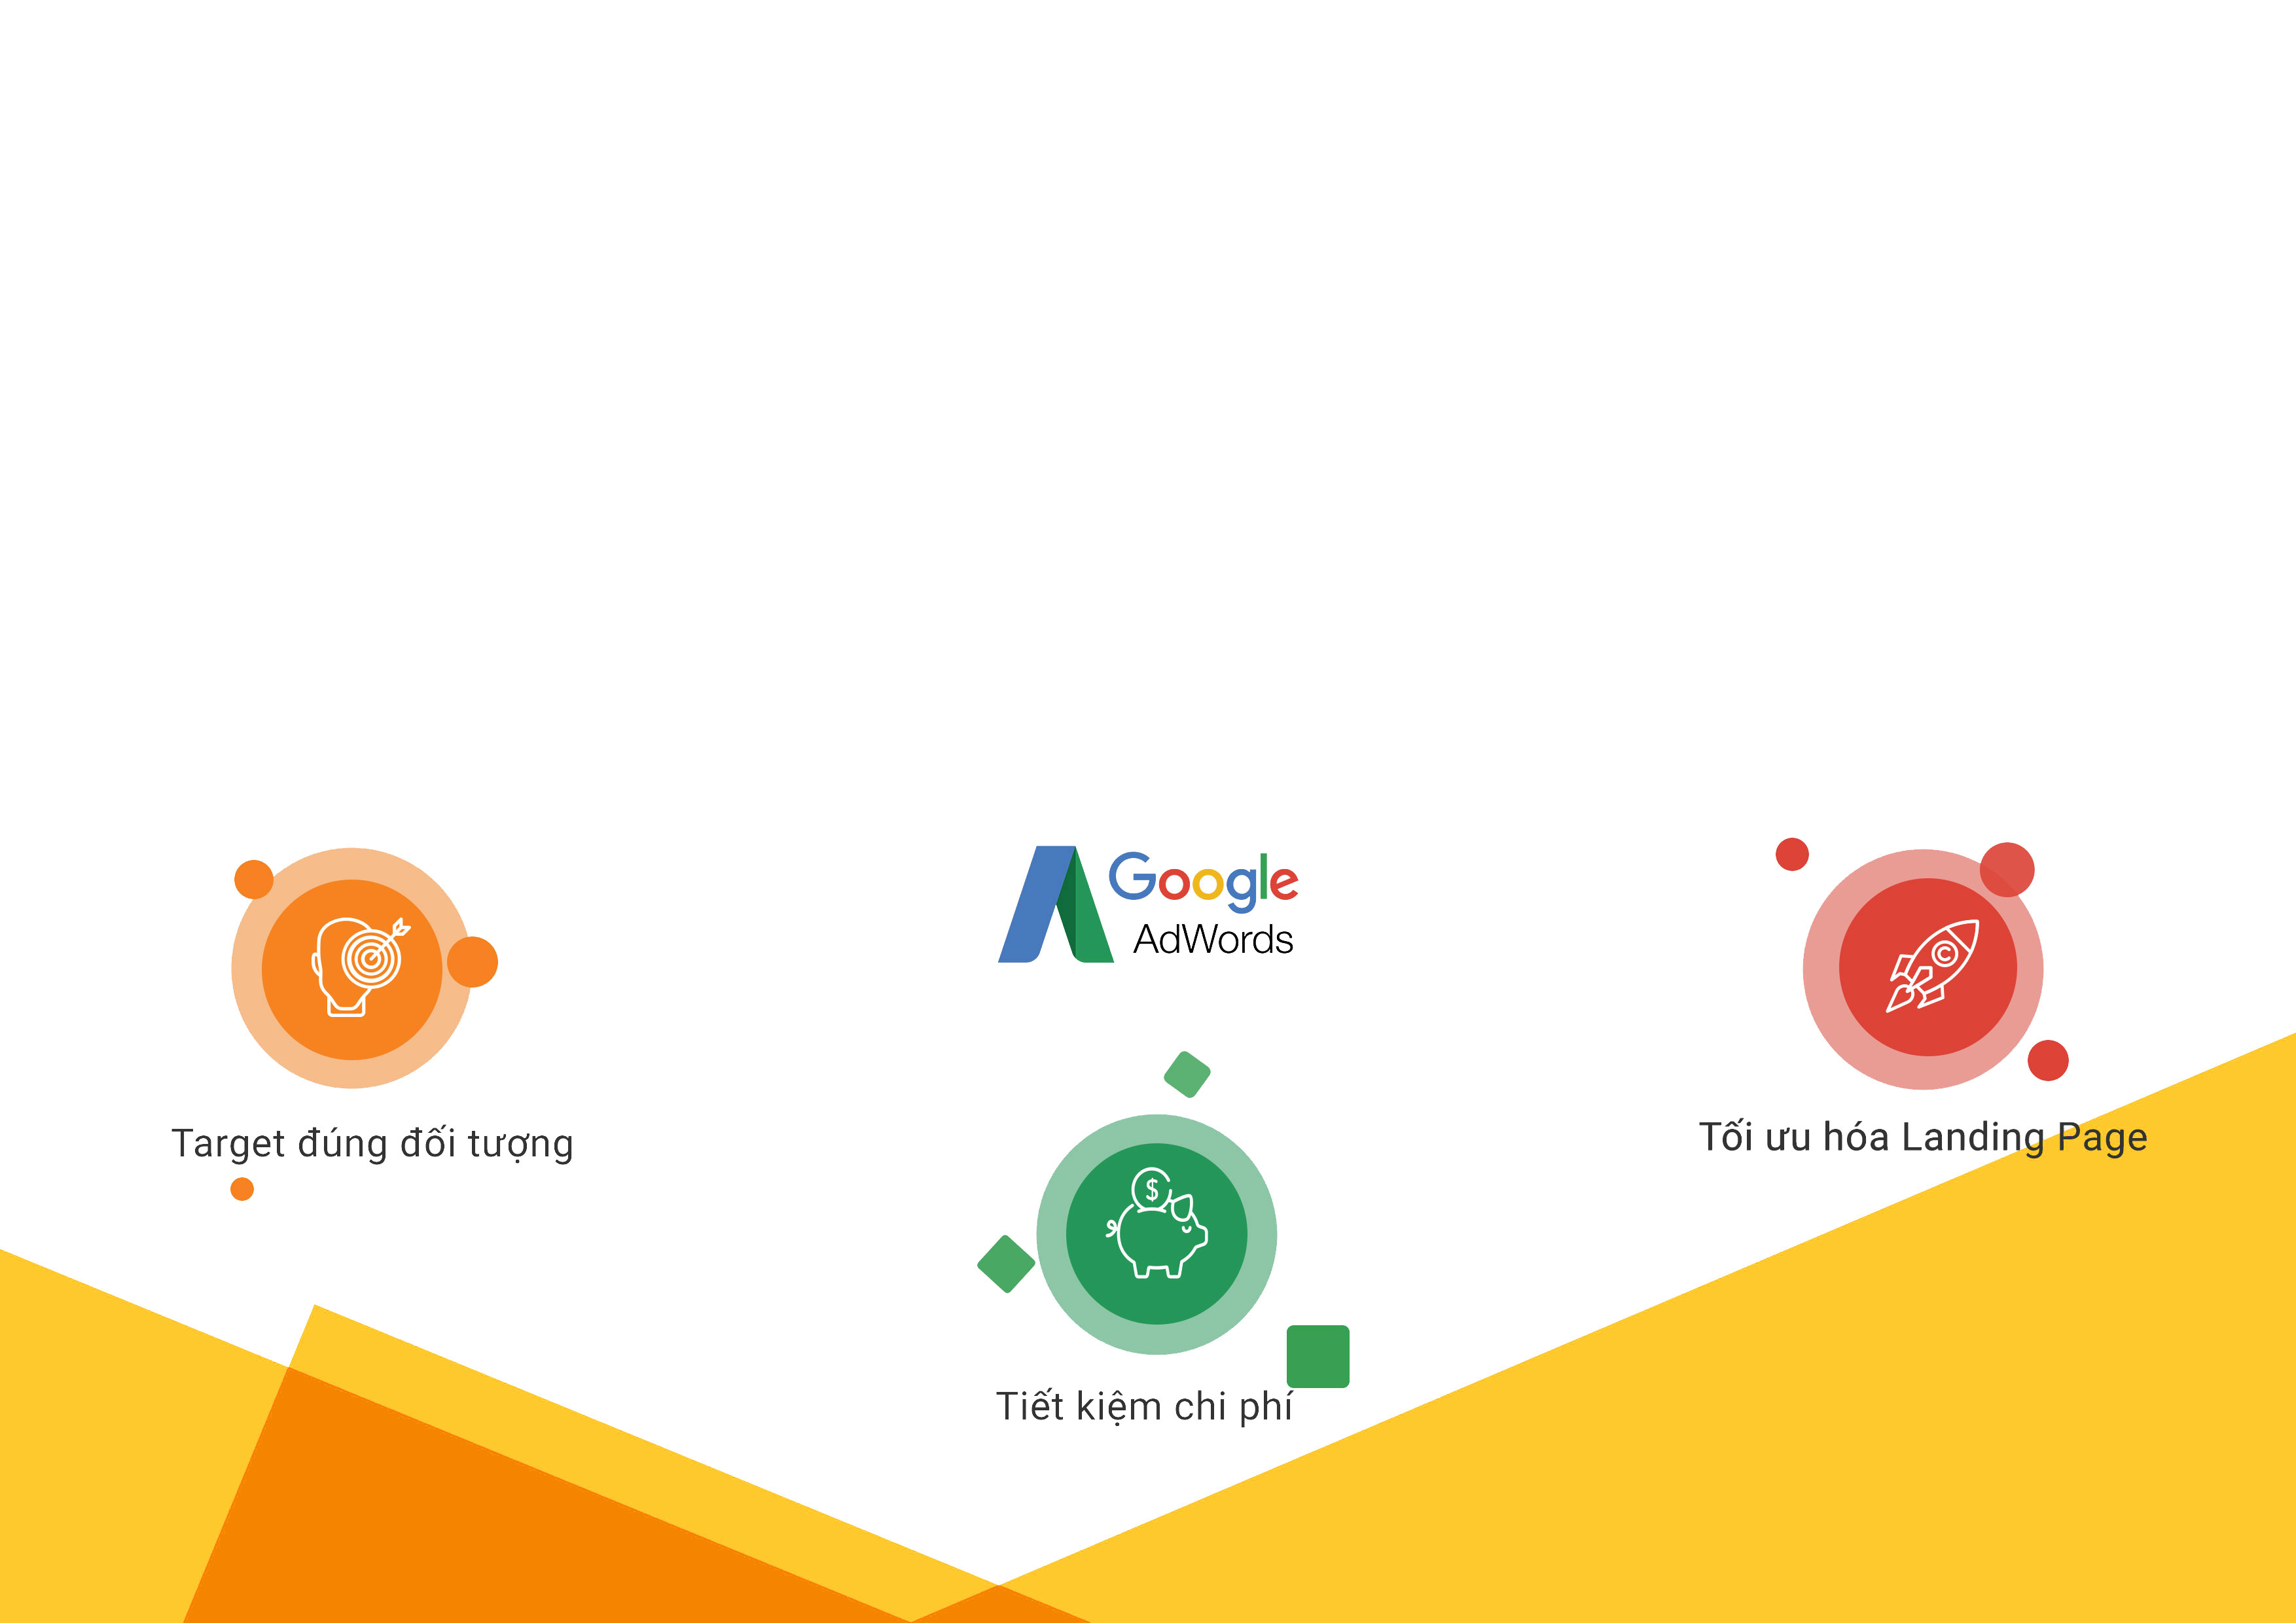 Google
AdWords
Target đúng đối tượng
Tối ưu hóa Landing Page
$
C
Tiết kiệm chi phí